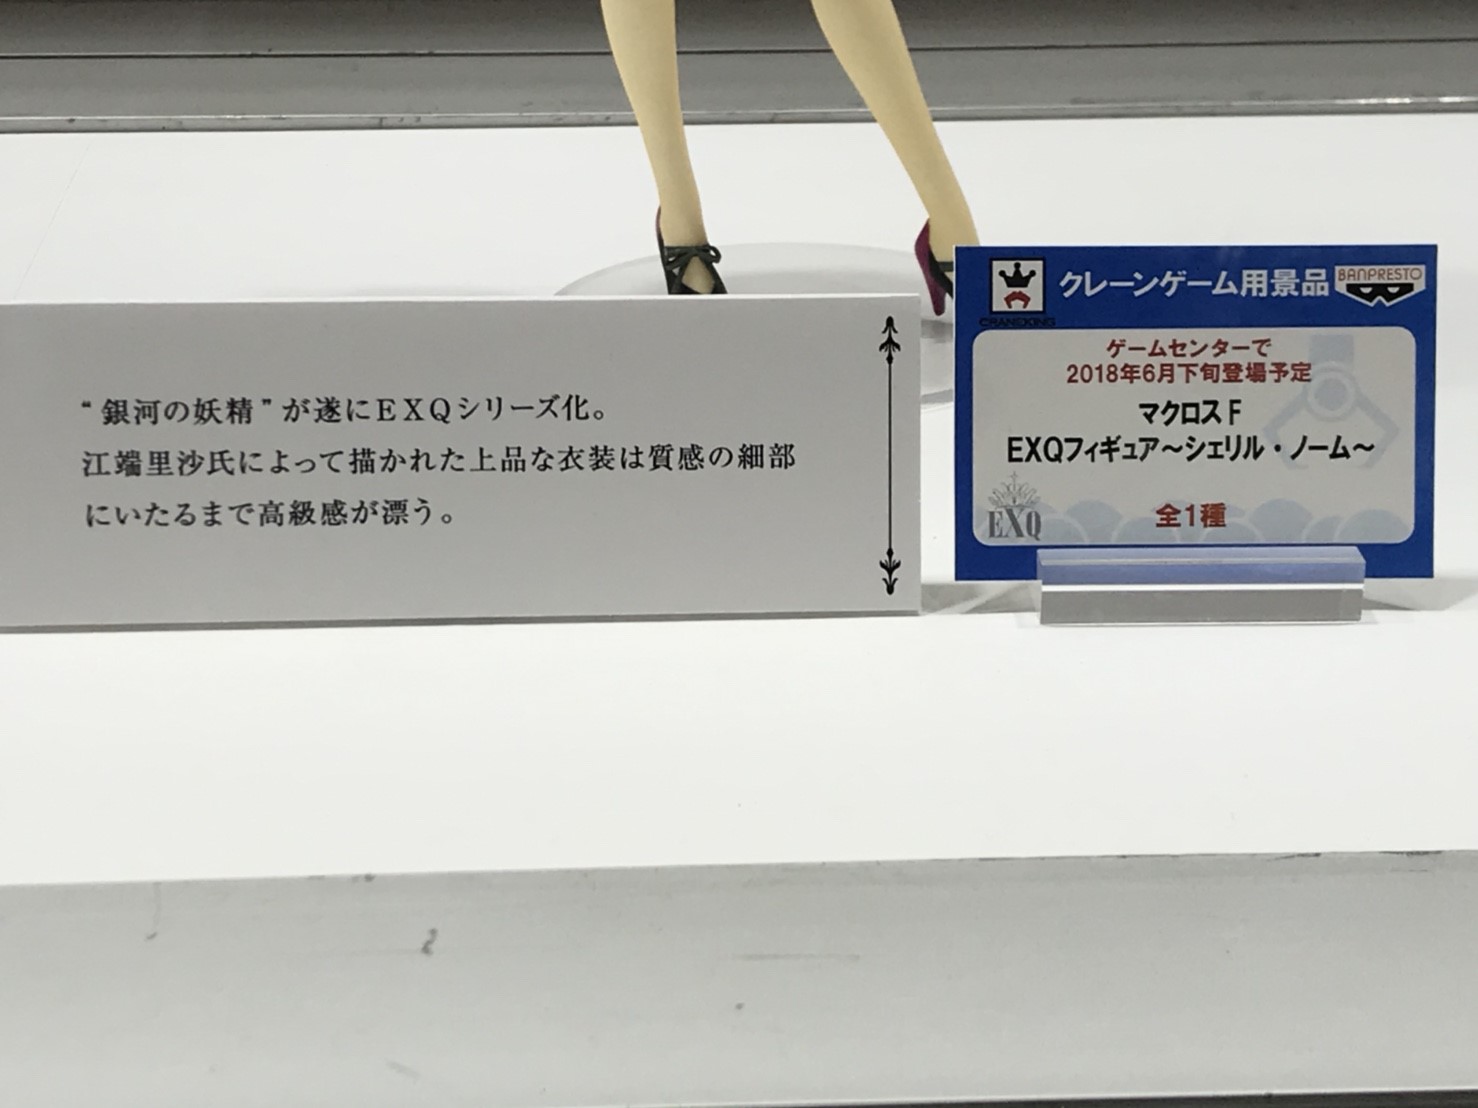 “銀河の妖精”が遂にEXQシリーズ化。
江端里沙氏によって描かれた上品な衣装は質感の細部
にいたるまで高級感が漂う。
CRANEKING
クレーンゲーム用景品
BANPRESTO
ゲームセンターで
2018年6月下旬登場予定
マクロスF
EXQフィギュア～シェリル・ノーム～
EXQ
全1種